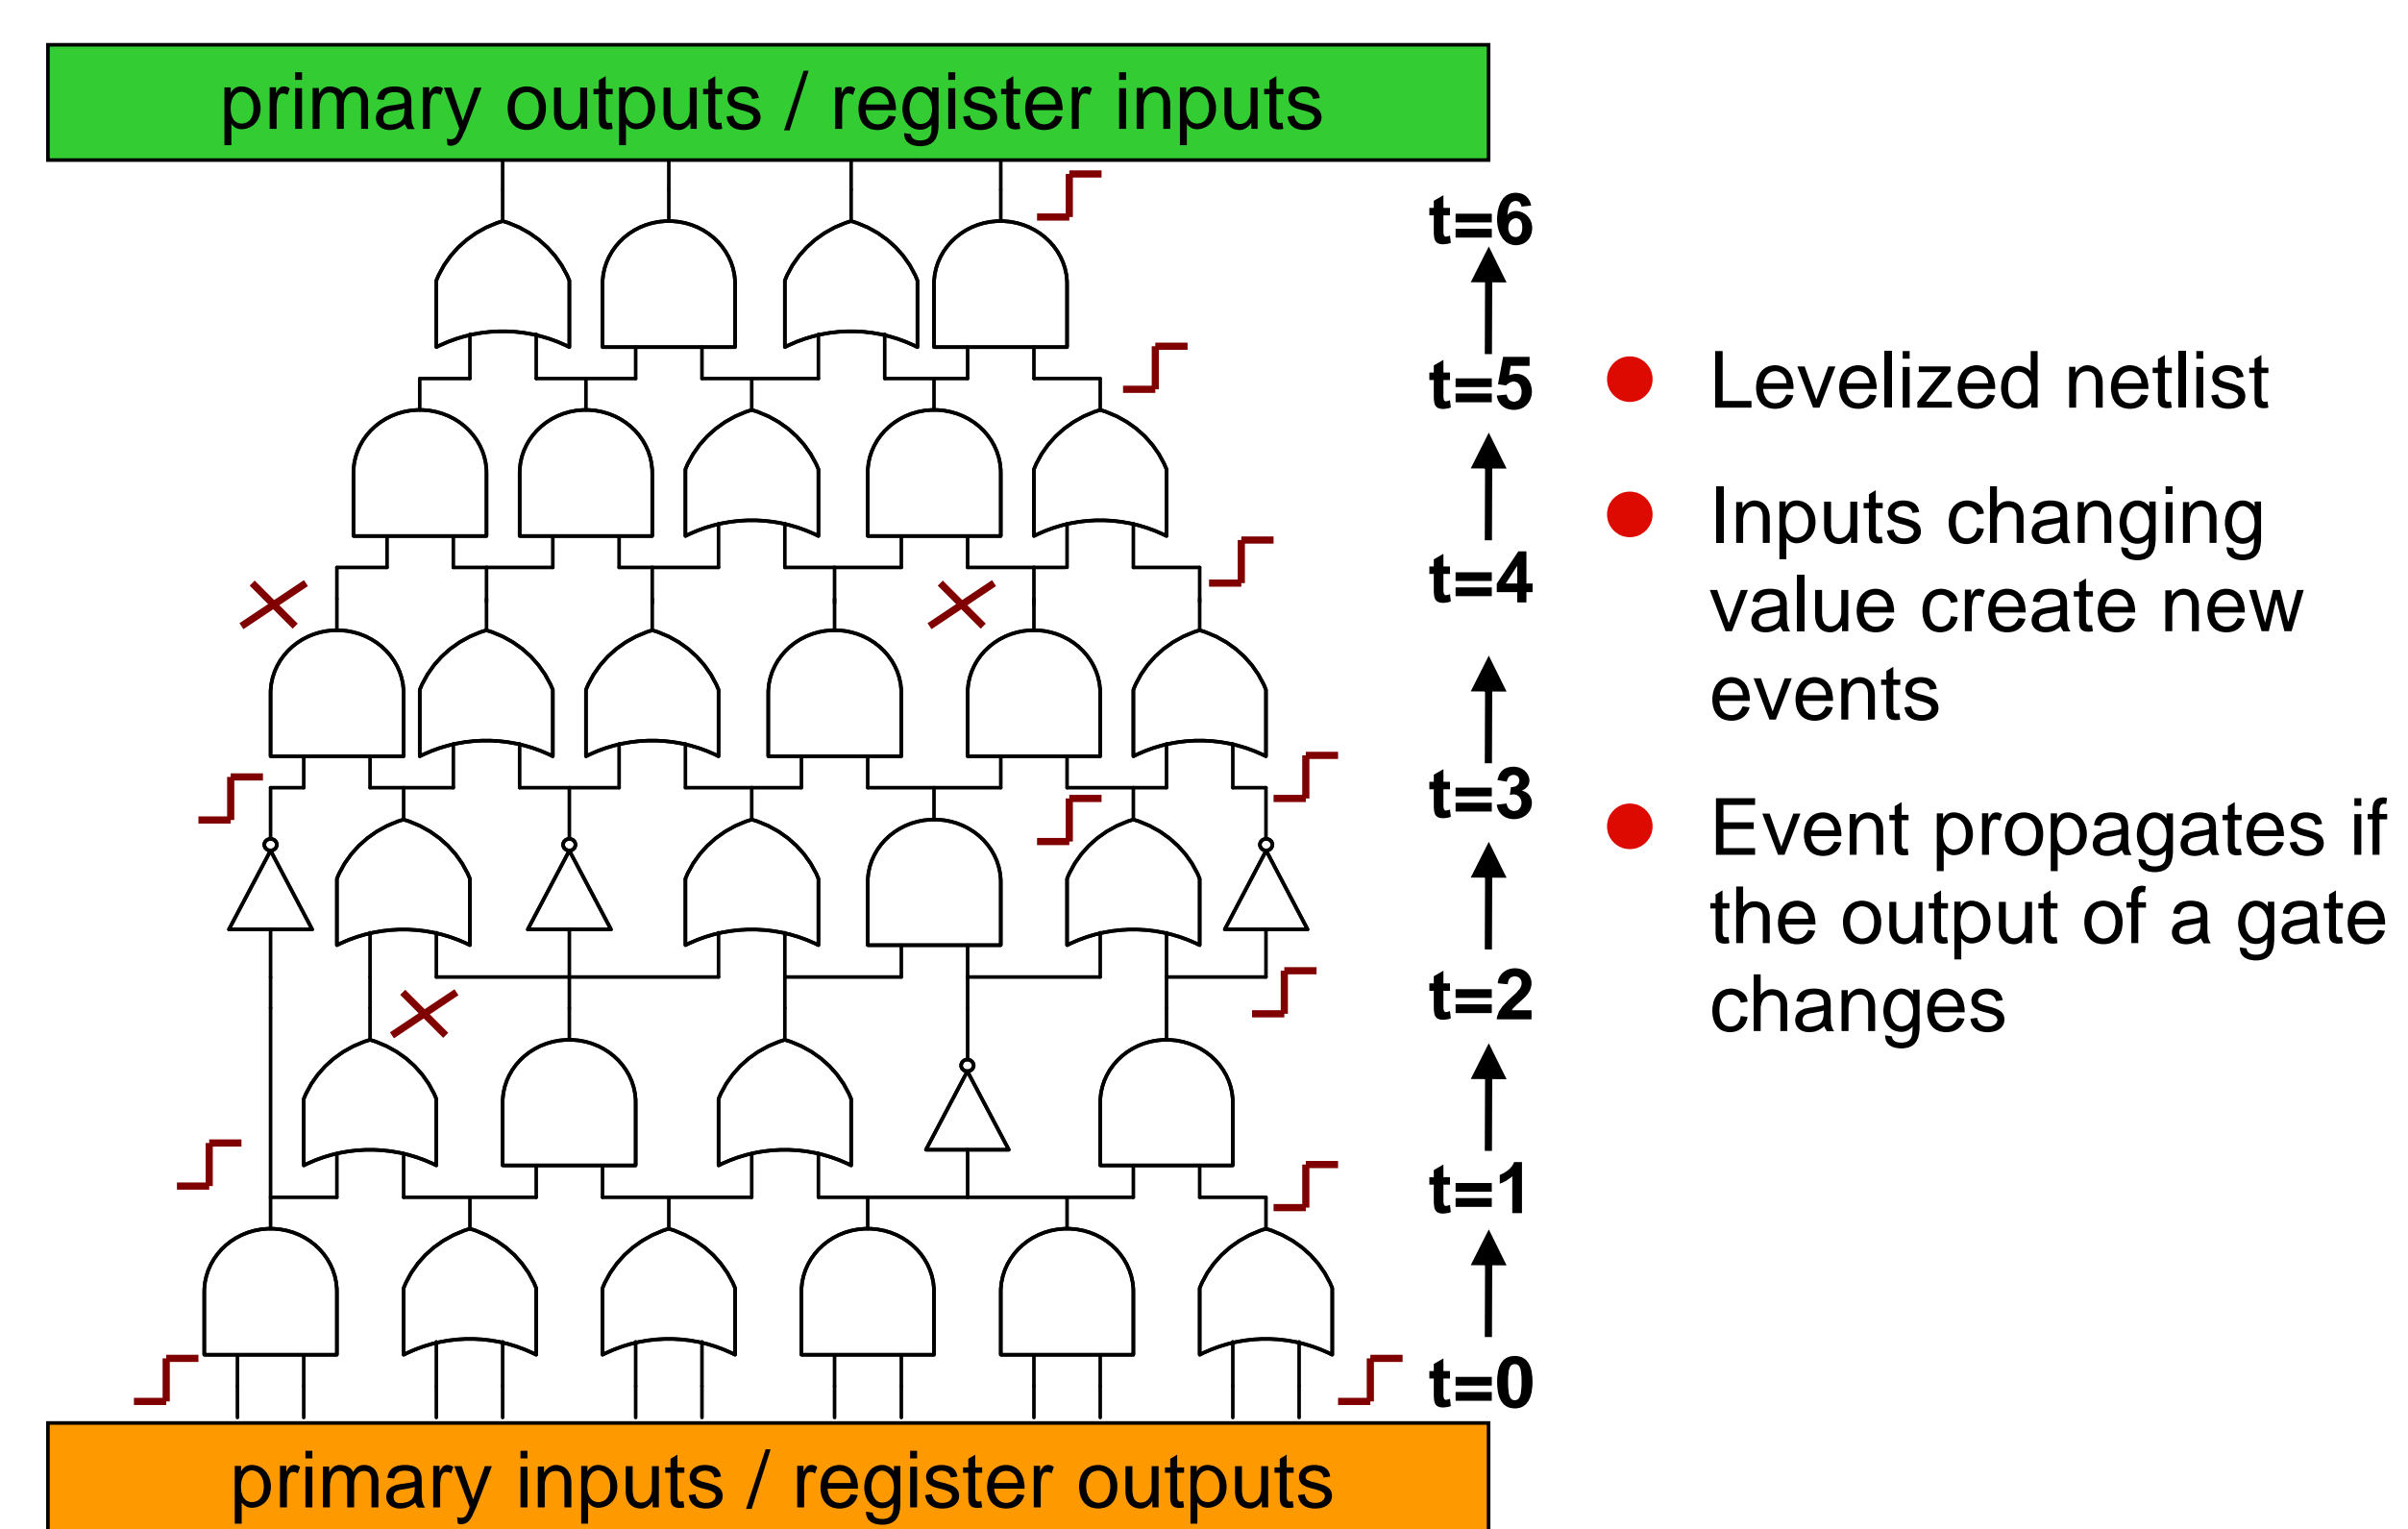 primary outputs / register inputs
t=6
t=5
t=4
t=3
t=2
t=1
t=0
primary inputs / register outputs
Levelized netlist
Inputs changing
value create new
events
Event propagates if
the output of a gate
changes